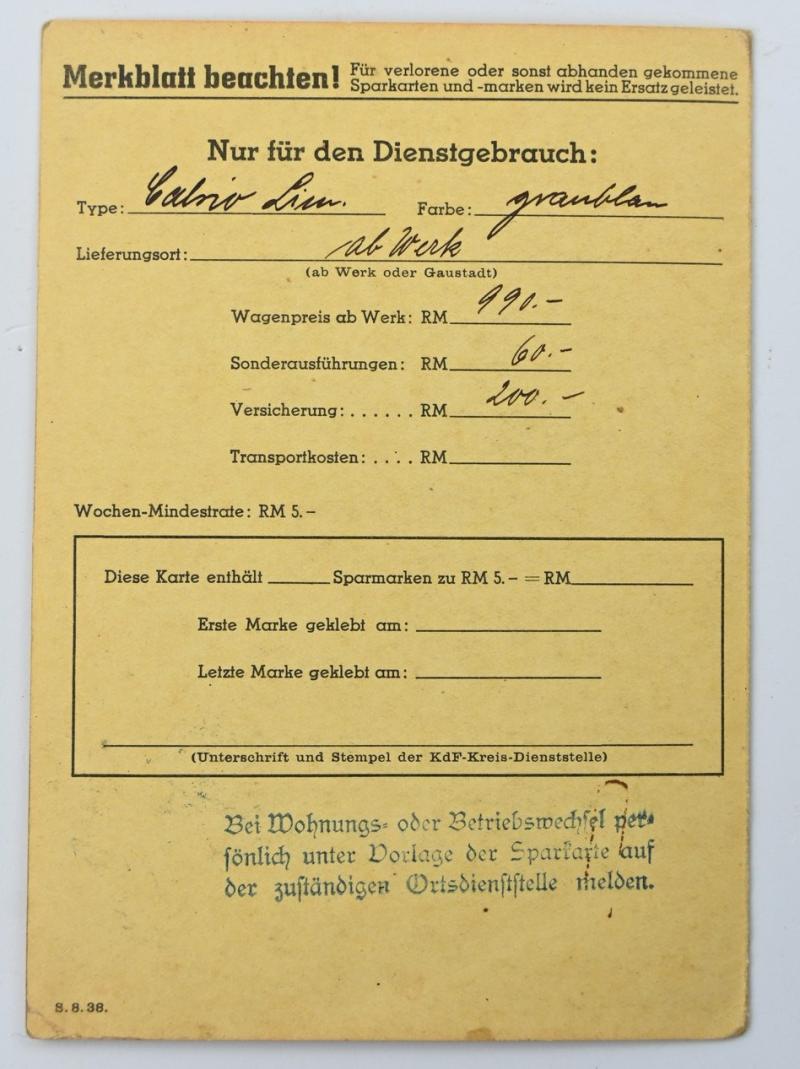 Merkblatt beachten! Für verlorene oder sonst abhanden gekommene
Sparkarten und -marken wird kein Ersatz geleistet.
Nur für den Dienstgebrauch:
Type: Cabrio Lim. Farbe: graublau
Lieferungsort: ab Werk
(ab Werk oder Gaustadt)
Wagenpreis ab Werk: RM 990.-
Sonderausführungen: RM 60.-
Versicherung: ...... RM 200.-
Transportkosten: .... RM
Wochen-Mindestrate: RM 5.-
Diese Karte enthält ______ Sparmarken zu RM 5.- = RM
Erste Marke geklebt am:
Letzte Marke geklebt am:
(Unterschrift und Stempel der KdF-Kreis-Dienststelle)
Bei Wohnungs- oder Betriebswechsel per-
sönlich unter Vorlage der Sparkarte auf
der zuständigen Ortsdienststelle melden.
S. 8. 38.